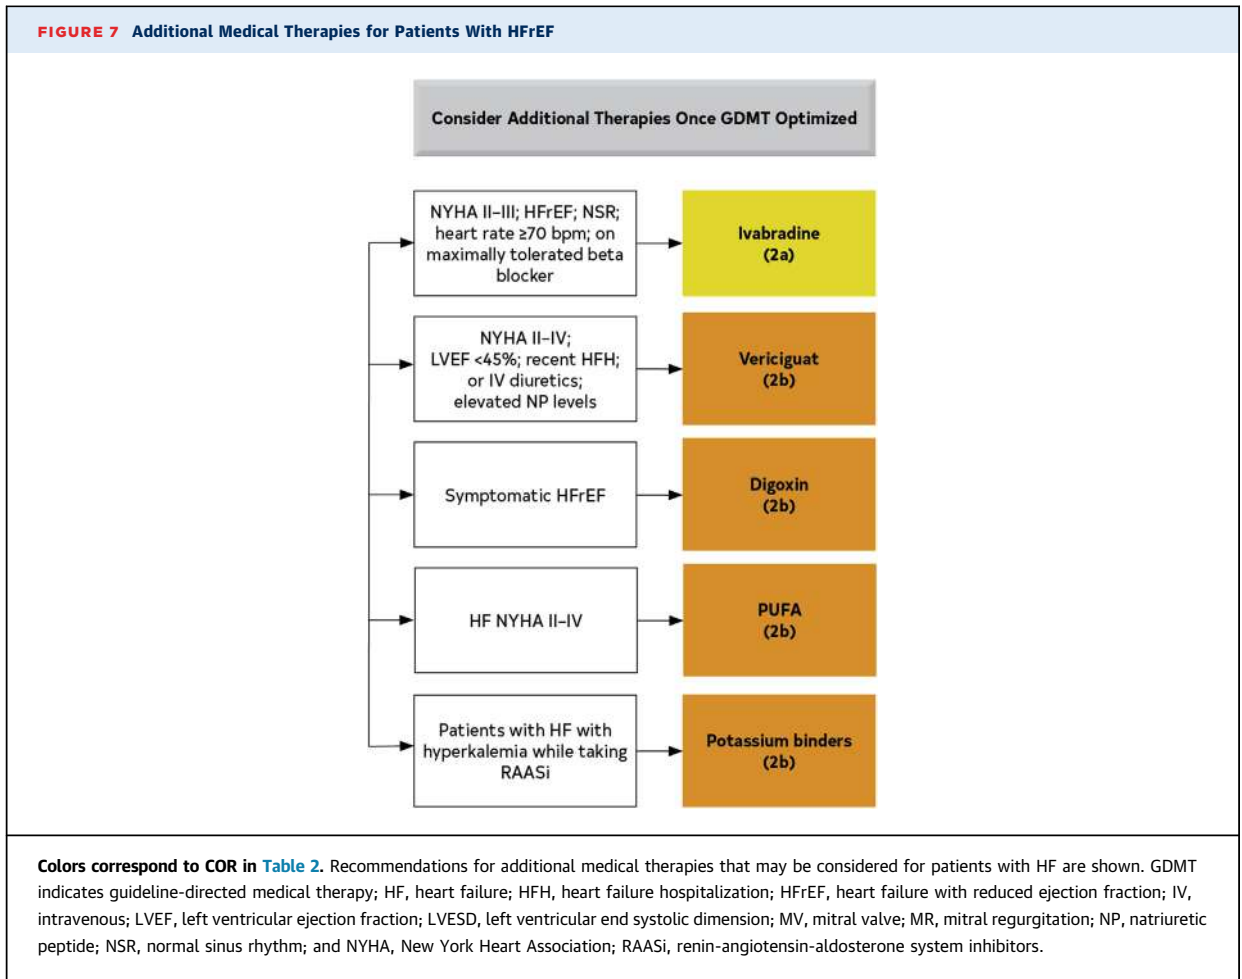 FIGURE 7 Additional Medical Therapies for Patients With HFrEF
Consider Additional Therapies Once GDMT Optimized
NYHA II–III; HFrEF; NSR;
heart rate ≥70 bpm; on
maximally tolerated beta
blocker
Ivabradine
(2a)
NYHA II–IV;
LVEF <45%; recent HFH;
or IV diuretics;
elevated NP levels
Vericiguat
(2b)
Symptomatic HFrEF
Digoxin
(2b)
HF NYHA II–IV
PUFA
(2b)
Patients with HF with
hyperkalemia while taking
RAASi
Potassium binders
(2b)
Colors correspond to COR in Table 2. Recommendations for additional medical therapies that may be considered for patients with HF are shown. GDMT
indicates guideline-directed medical therapy; HF, heart failure; HFH, heart failure hospitalization; HFrEF, heart failure with reduced ejection fraction; IV,
intravenous; LVEF, left ventricular ejection fraction; LVESD, left ventricular end systolic dimension; MV, mitral valve; MR, mitral regurgitation; NP, natriuretic
peptide; NSR, normal sinus rhythm; and NYHA, New York Heart Association; RAASi, renin-angiotensin-aldosterone system inhibitors.